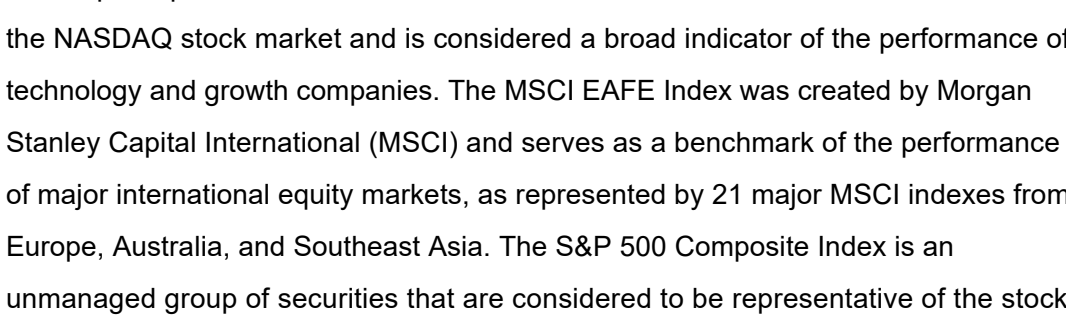 the NASDAQ stock market and is considered a broad indicator of the performance of
technology and growth companies. The MSCI EAFE Index was created by Morgan
Stanley Capital International (MSCI) and serves as a benchmark of the performance
of major international equity markets, as represented by 21 major MSCI indexes from
Europe, Australia, and Southeast Asia. The S&P 500 Composite Index is an
unmanaged group of securities that are considered to be representative of the stock